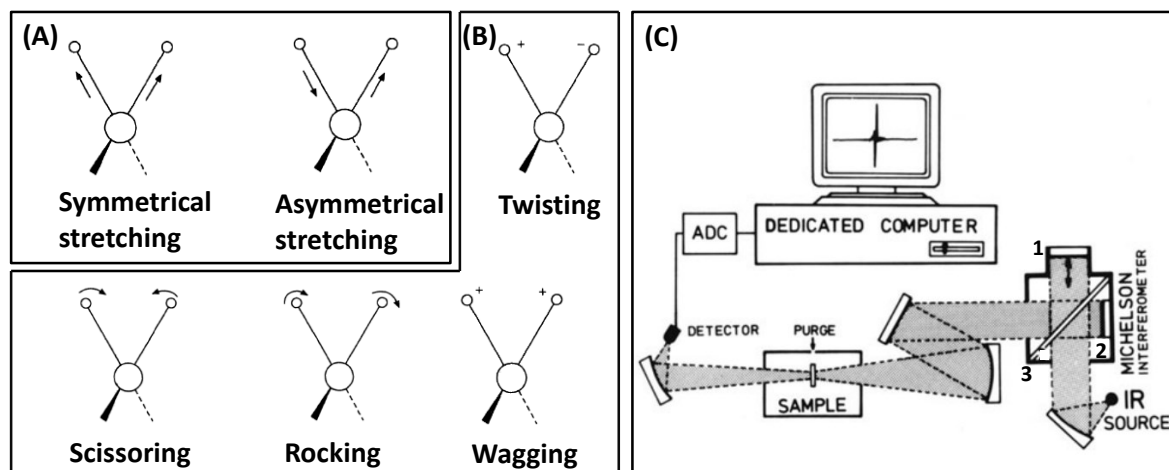 (A)
Symmetrical
stretching
Asymmetrical
stretching
(B)
+ −
Twisting
Scissoring
Rocking
+ +
Wagging
(C)
ADC
DEDICATED COMPUTER
DETECTOR
PURGE
SAMPLE
1
2
3
MICHELSON
INTERFEROMETER
IR
SOURCE